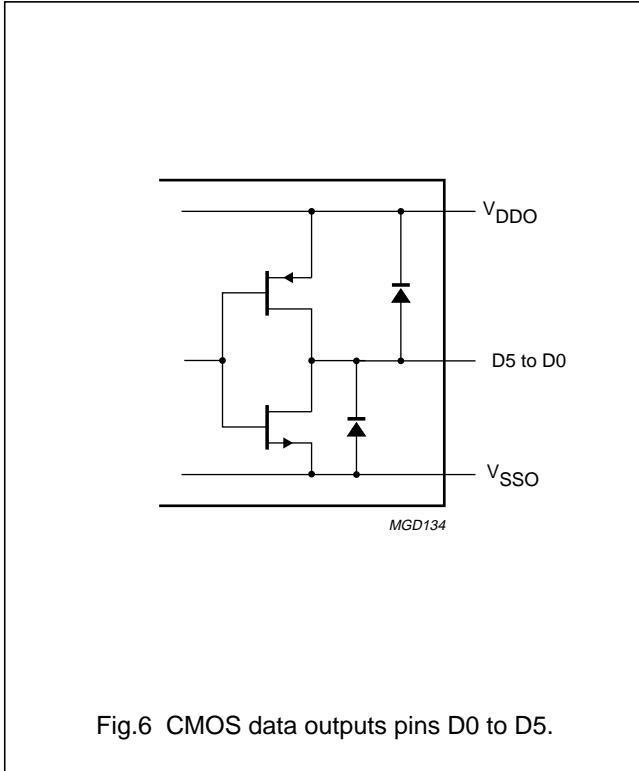 VDDO
D5 to D0
VSSO
MGD134
Fig.6 CMOS data outputs pins D0 to D5.